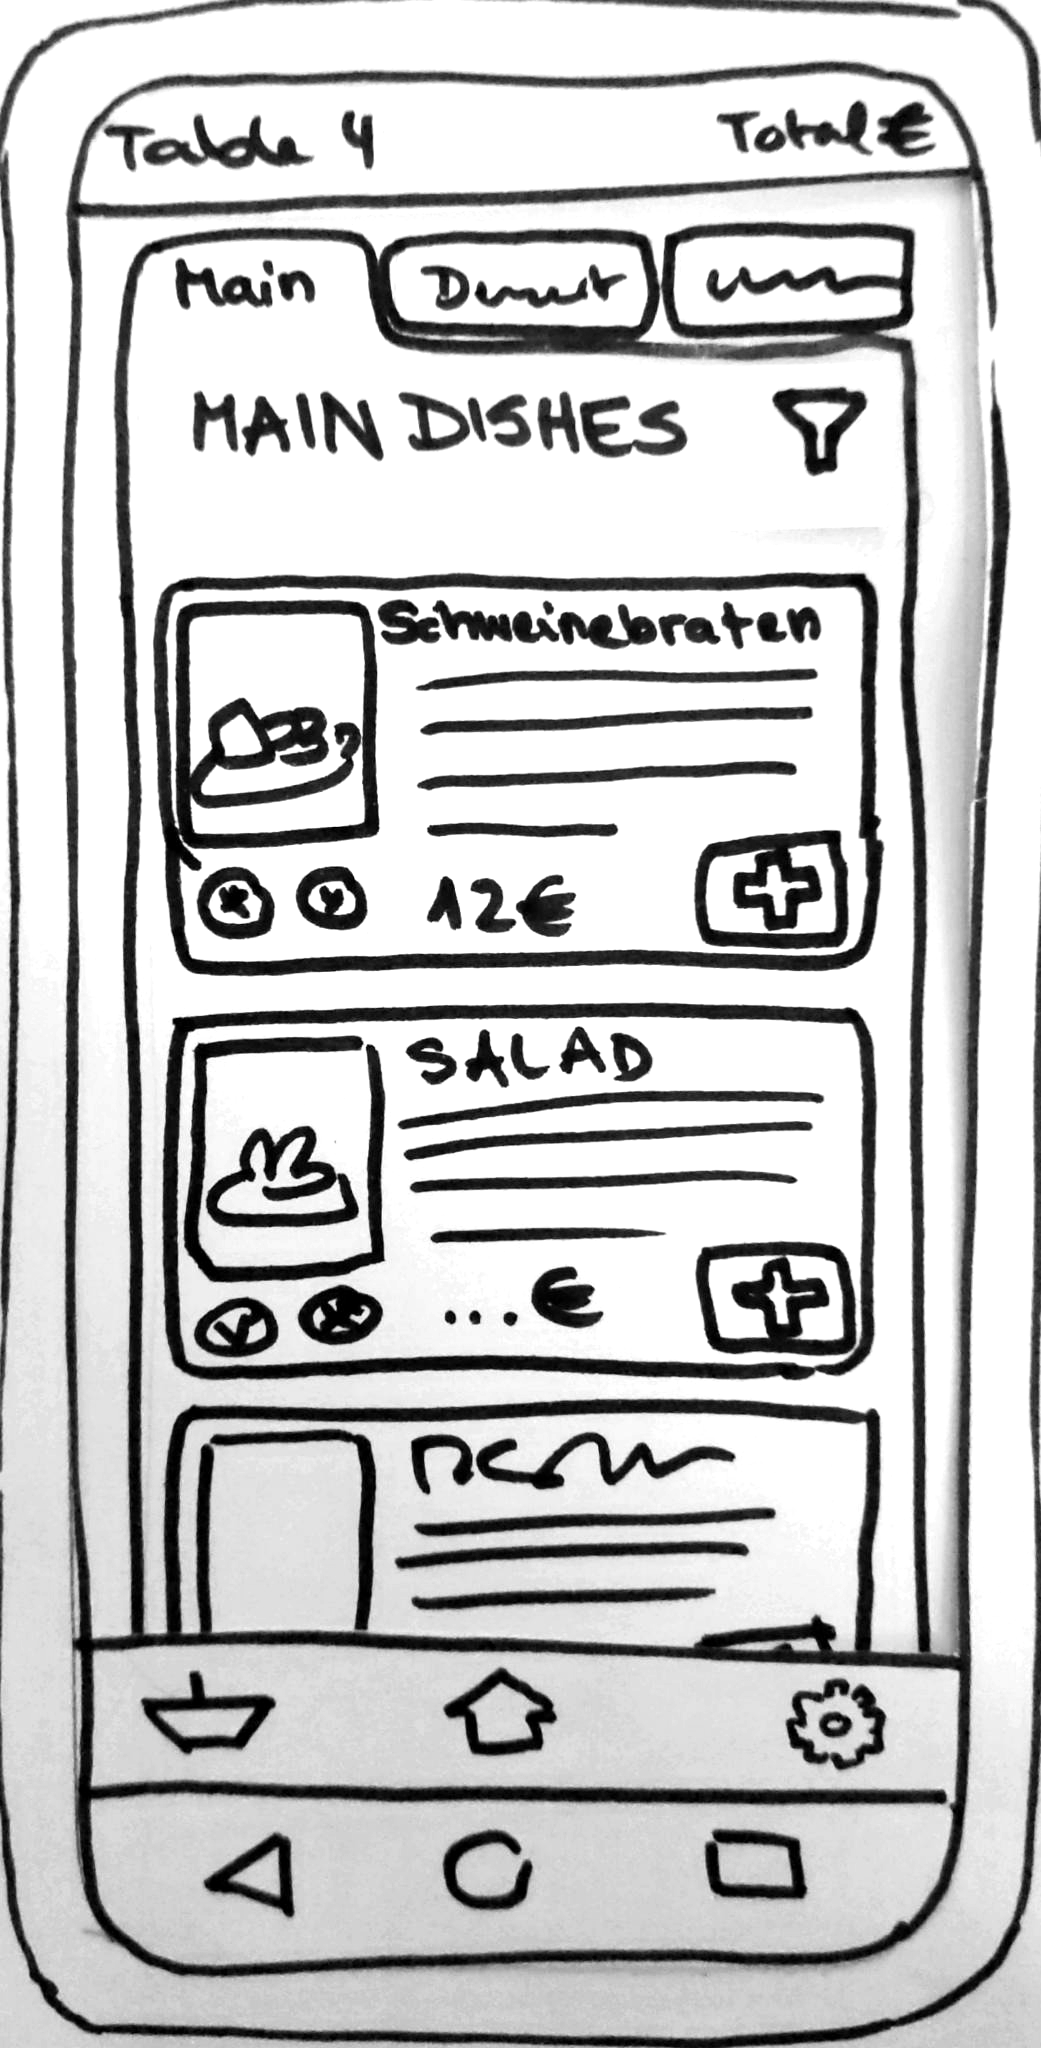 Table 4
Total €
Main
MAIN DISHES
Schweinebraten
12€
SALAD
...€